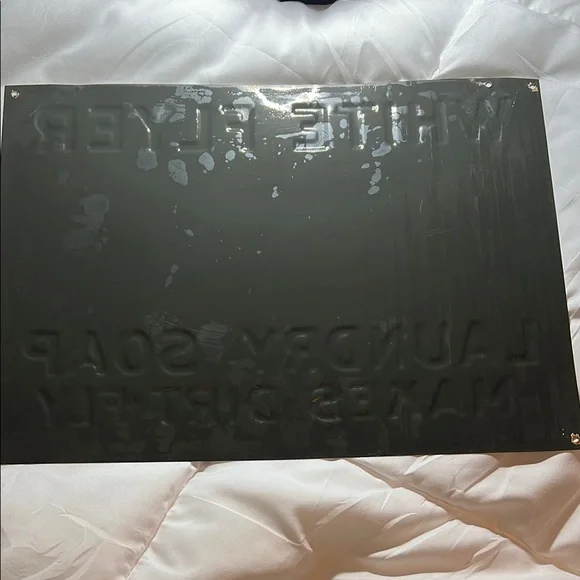 WHITE FLYER
LAUNDRY SOAP
MAKES DIRT FLY